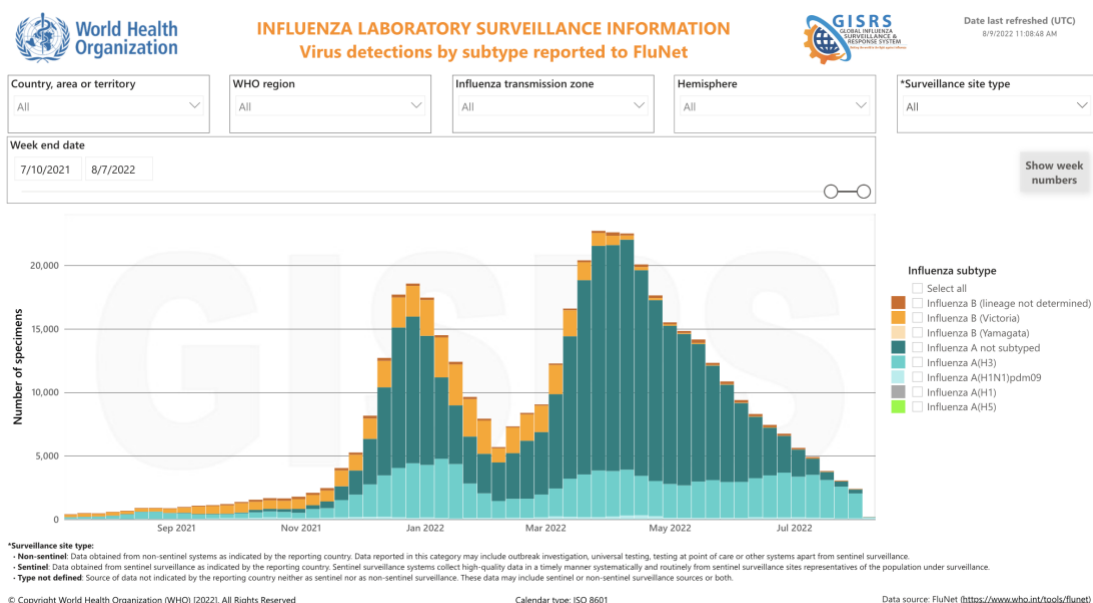 World Health
Organization
INFLUENZA LABORATORY SURVEILLANCE INFORMATION
Virus detections by subtype reported to FluNet
GISRS
GLOBAL INFLUENZA
SURVEILLANCE &
RESPONSE SYSTEM
Date last refreshed (UTC)
8/9/2022 11:08:48 AM
Country, area or territory
All
WHO region
All
Influenza transmission zone
All
Hemisphere
All
*Surveillance site type
All
Week end date
7/10/2021 8/7/2022
Show week
numbers
GISRS
Number of specimens
20,000
15,000
10,000
5,000
0
Sep 2021 Nov 2021 Jan 2022 Mar 2022 May 2022 Jul 2022
Influenza subtype
Select all
Influenza B (lineage not determined)
Influenza B (Victoria)
Influenza B (Yamagata)
Influenza A not subtyped
Influenza A(H3)
Influenza A(H1N1)pdm09
Influenza A(H1)
Influenza A(H5)
*Surveillance site type:
• Non-sentinel: Data obtained from non-sentinel systems as indicated by the reporting country. Data reported in this category may include outbreak investigation, universal testing, testing at point of care or other systems apart from sentinel surveillance.
• Sentinel: Data obtained from sentinel surveillance as indicated by the reporting country. Sentinel surveillance systems collect high-quality data in a timely manner systematically and routinely from sentinel surveillance sites representatives of the population under surveillance.
• Type not defined: Source of data not indicated by the reporting country neither as sentinel nor as non-sentinel surveillance. These data may include sentinel or non-sentinel surveillance sources or both.
© Copyright World Health Organization (WHO) [2022]. All Rights Reserved
Calendar type: ISO 8601
Data source: FluNet (https://www.who.int/tools/flunet)